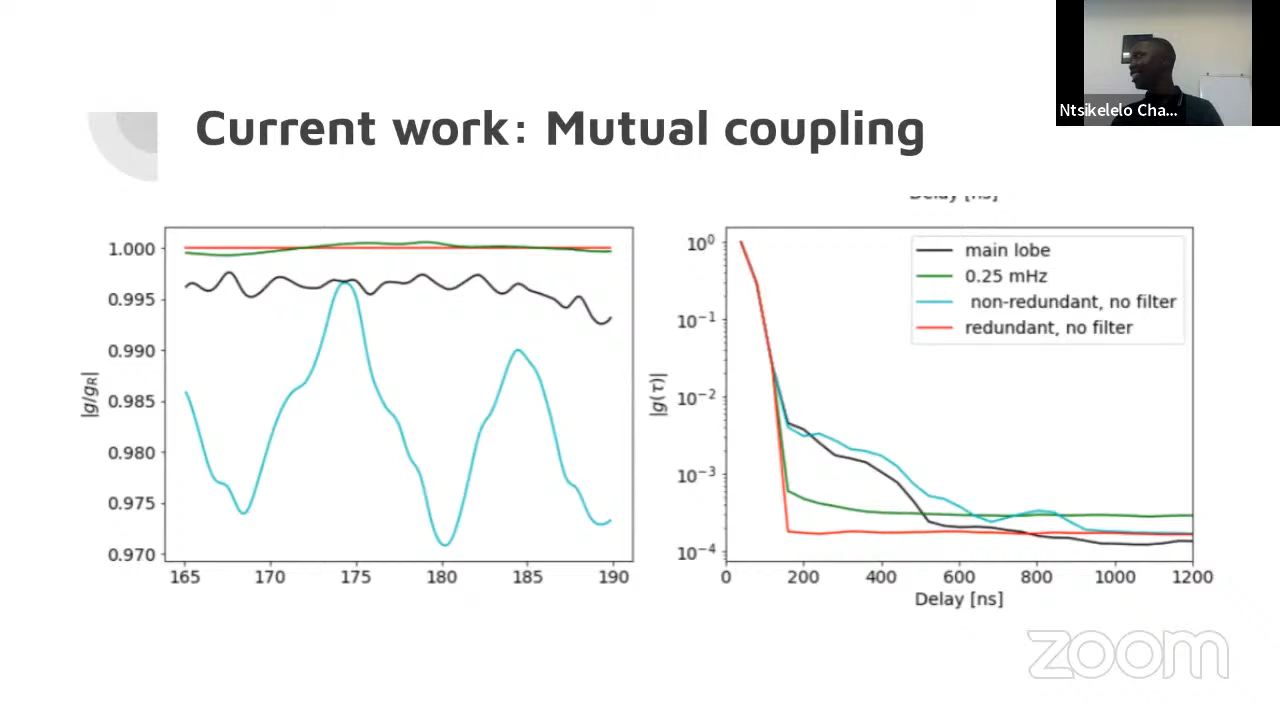 Ntsikelelo Cha...
Current work: Mutual coupling
Delay [ns]
|g/gR|
1.000
0.995
0.990
0.985
0.980
0.975
0.970
165
170
175
180
185
190
|g(τ)|
10⁰
10⁻¹
10⁻²
10⁻³
10⁻⁴
main lobe
0.25 mHz
non-redundant, no filter
redundant, no filter
0
200
400
600
800
1000
1200
Delay [ns]
zoom